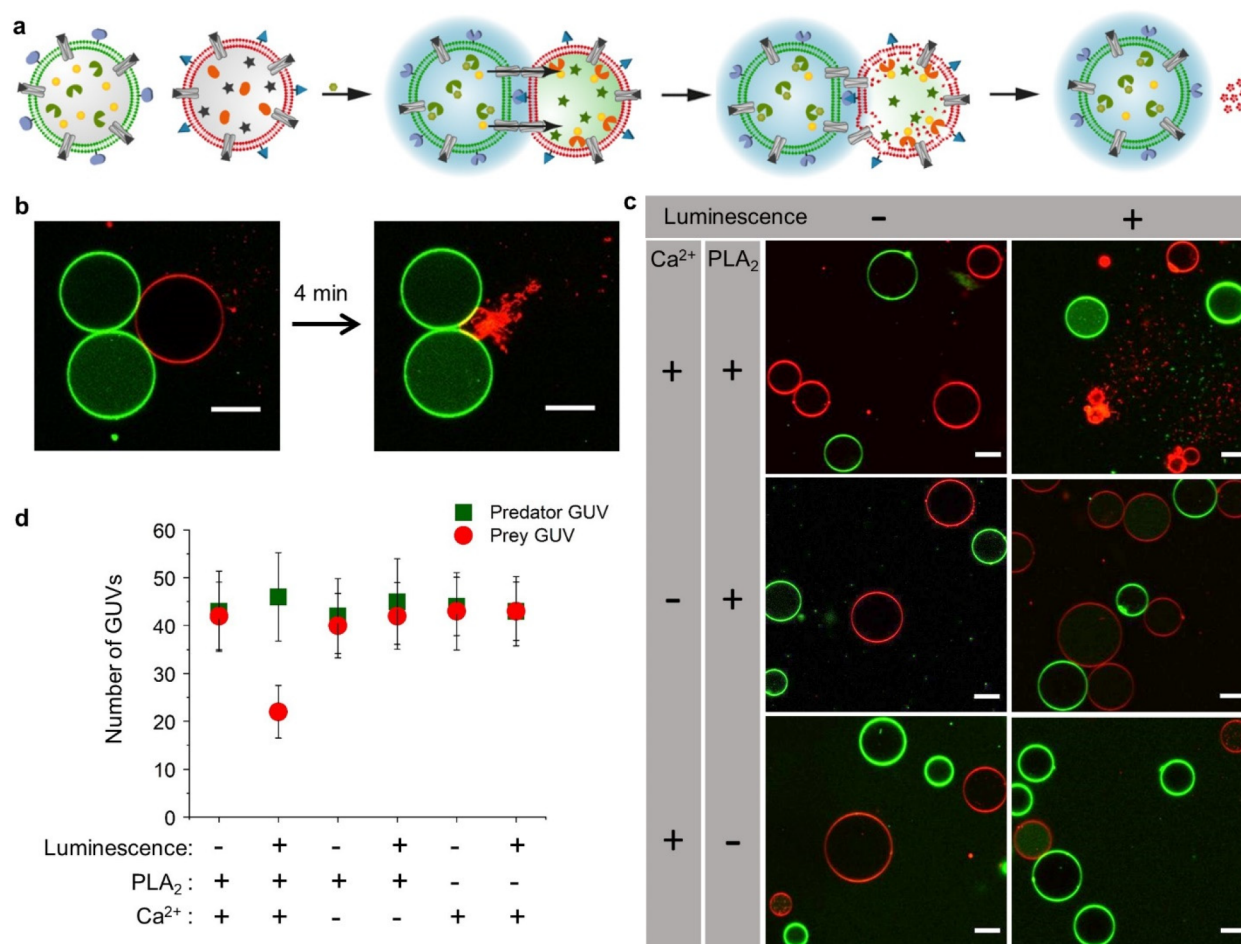 a
b
4 min
c
Luminescence - +
Ca²⁺ PLA₂
+ +
- +
+ -
d
Predator GUV
Prey GUV
Number of GUVs
60
50
40
30
20
10
0
Luminescence: - + - + - +
PLA₂ : + + + + - -
Ca²⁺ : + + - - + +